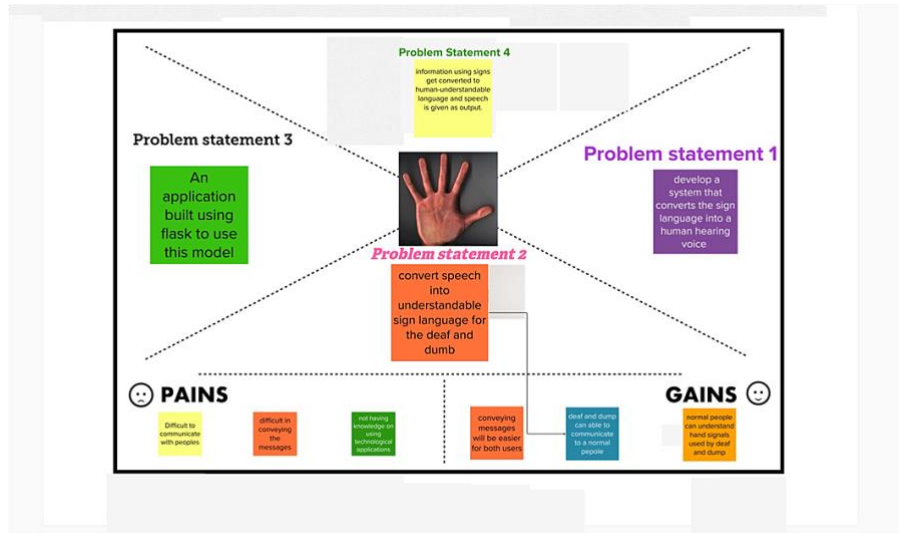 Problem Statement 4
information using signs
get converted to
human-understandable
language and speech
is given as output.
Problem statement 3
An
application
built using
flask to use
this model
Problem statement 1
develop a
system that
converts the sign
language into a
human hearing
voice
Problem statement 2
convert speech
into
understandable
sign language for
the deaf and
dumb
PAINS
Difficult to
communicate
with peoples
difficult in
conveying
the
messages
not having
knowledge on
using
technological
applications
GAINS
conveying
messages
will be easier
for both users
deaf and dump
can able to
communicate
to a normal
pepole
normal people
can understand
hand signals
used by deaf
and dump